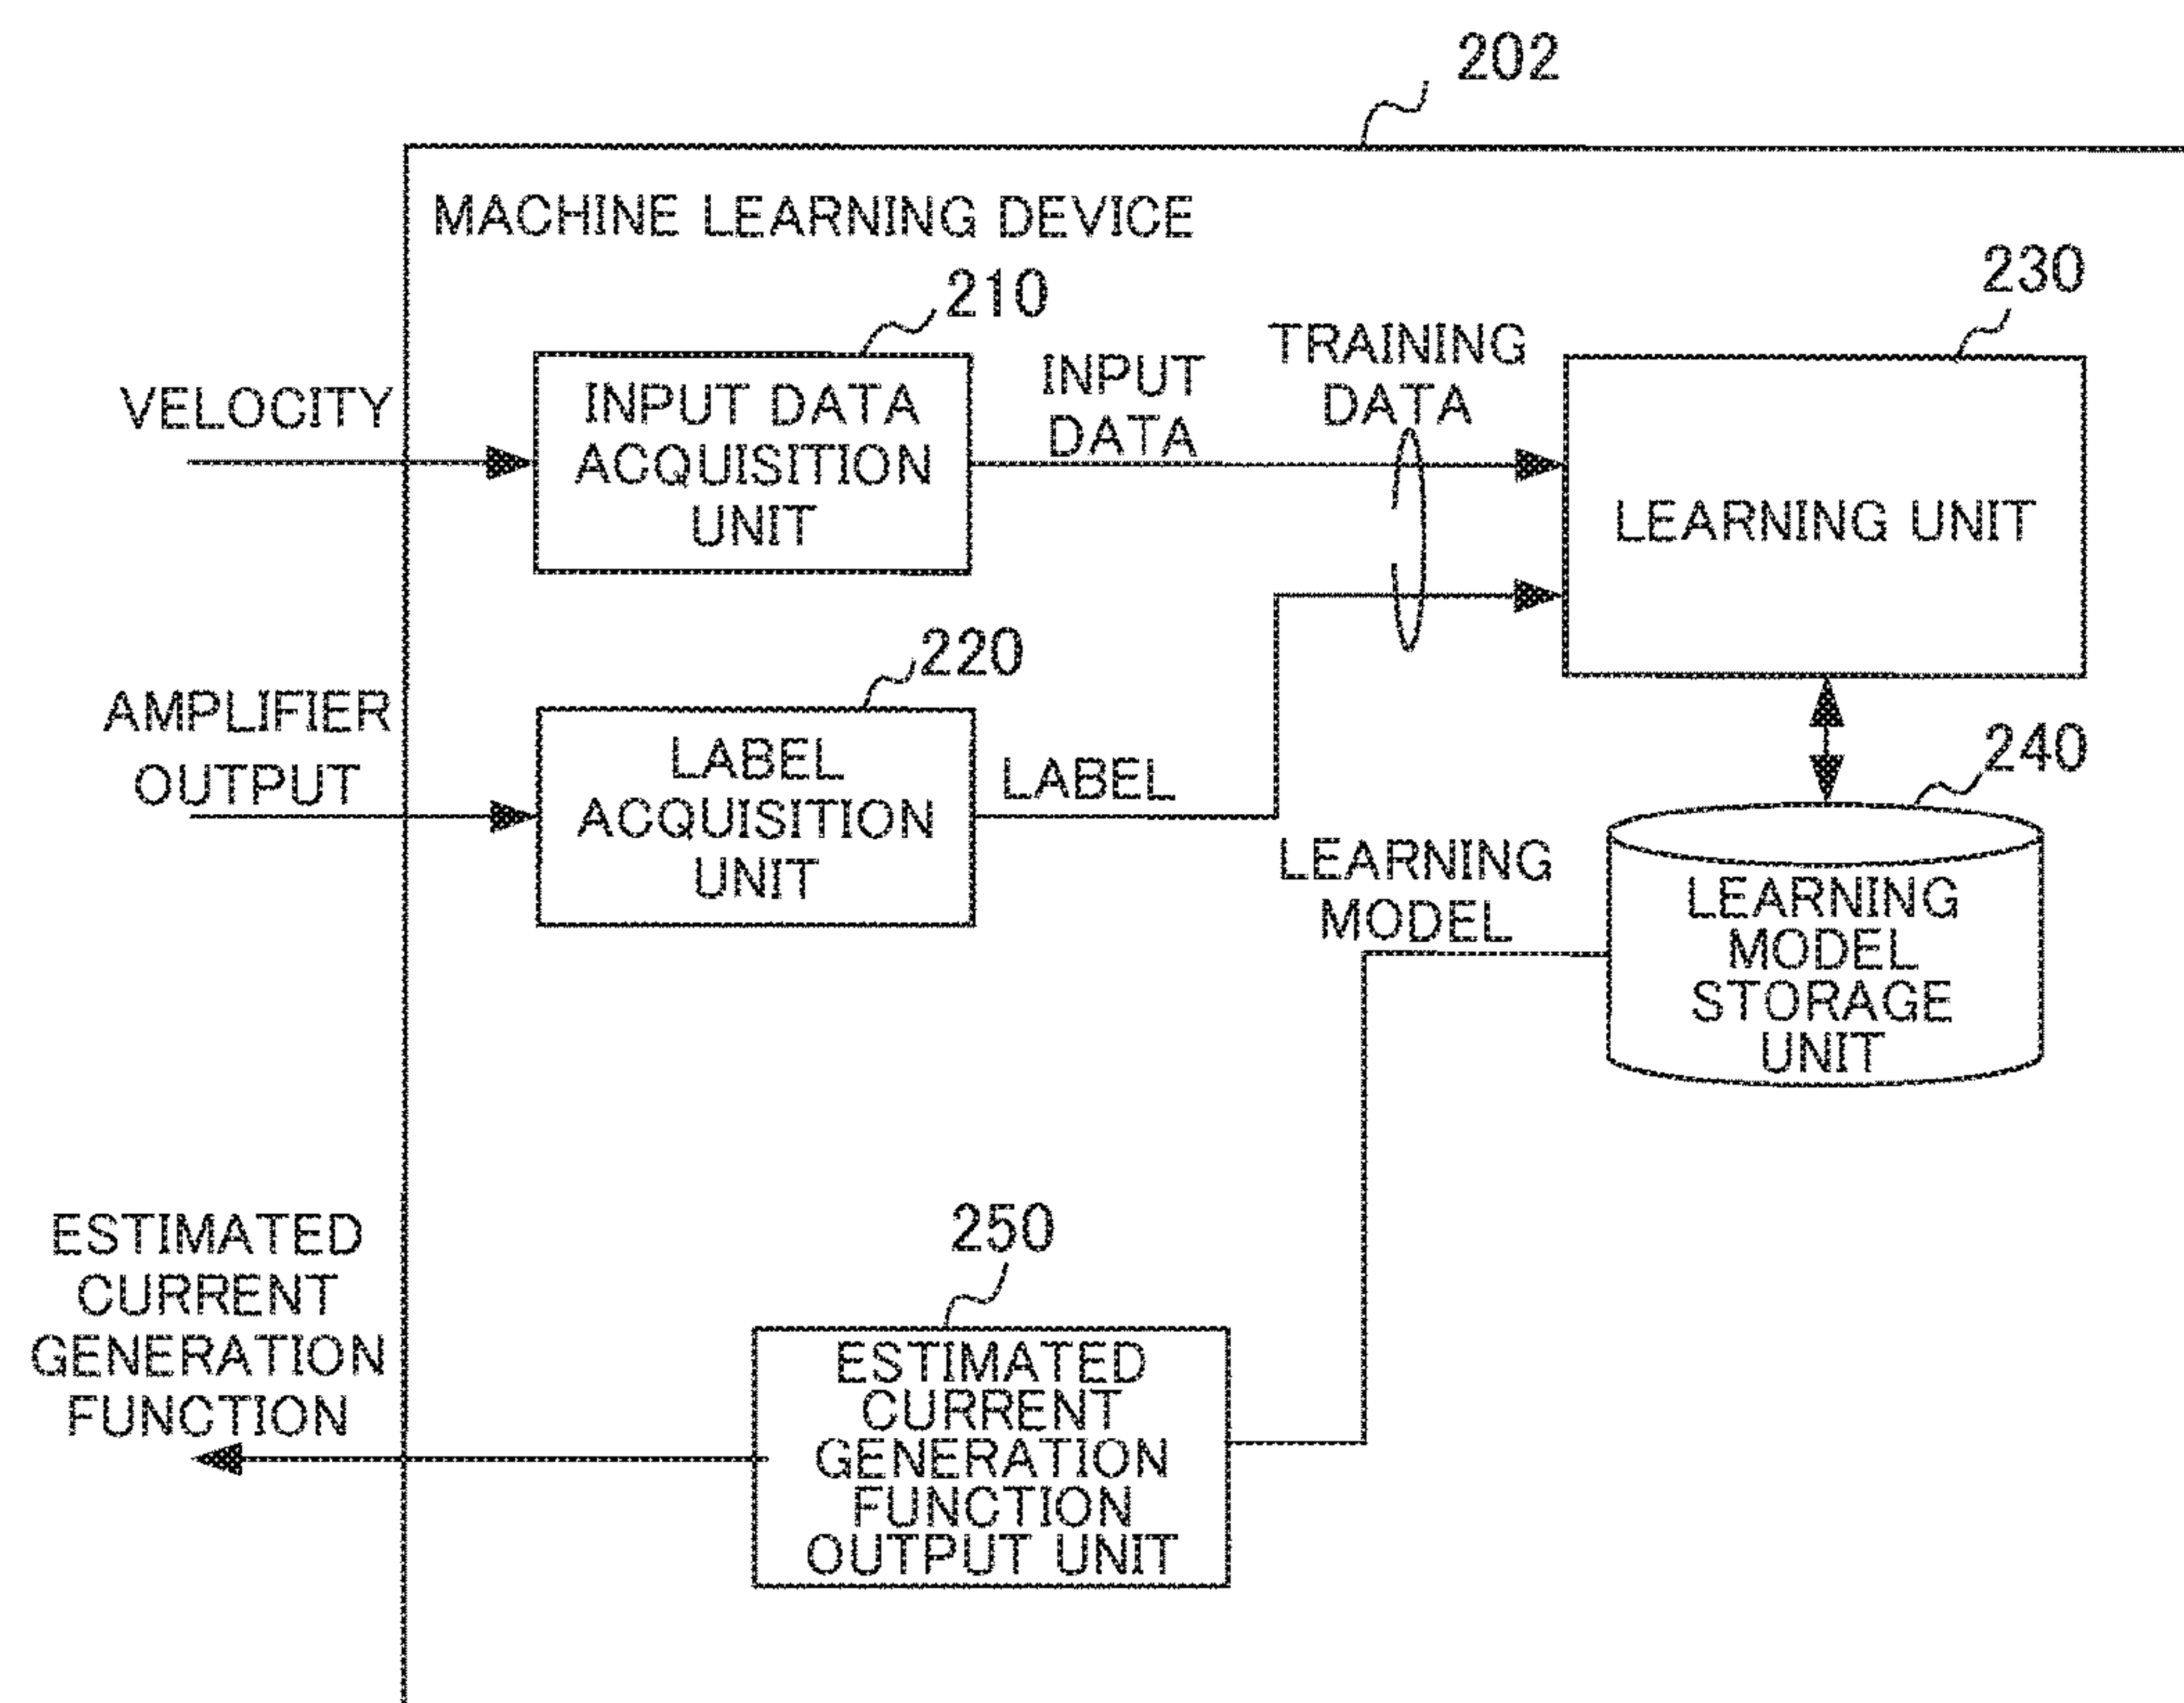 202
MACHINE LEARNING DEVICE
210
230
VELOCITY
INPUT DATA
ACQUISITION
UNIT
INPUT
DATA
TRAINING
DATA
LEARNING UNIT
220
AMPLIFIER
OUTPUT
LABEL
ACQUISITION
UNIT
LABEL
240
LEARNING
MODEL
LEARNING
MODEL
STORAGE
UNIT
250
ESTIMATED
CURRENT
GENERATION
FUNCTION
ESTIMATED
CURRENT
GENERATION
FUNCTION
OUTPUT UNIT